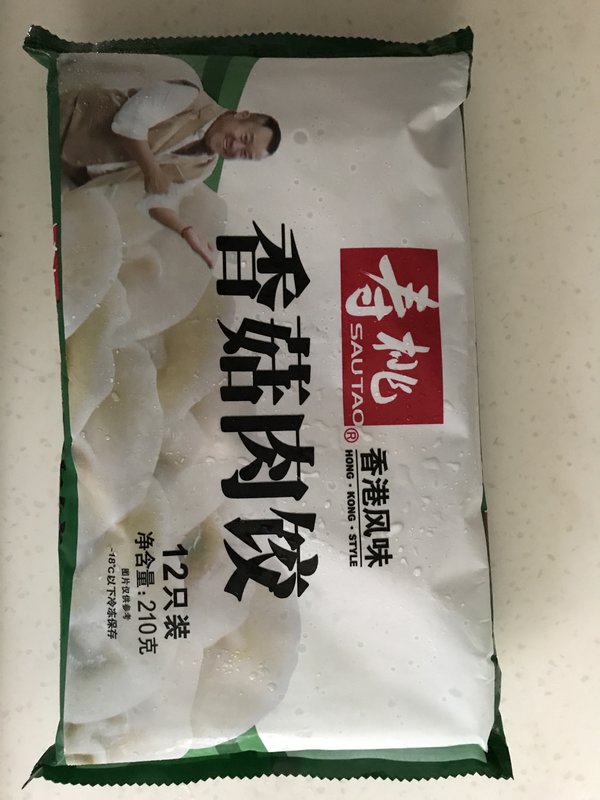 寿桃
SAU TAO®
香港风味
HONG·KONG·STYLE
香菇肉饺
12只装
净含量:210克
图片仅供参考
-18°C以下冷冻保存